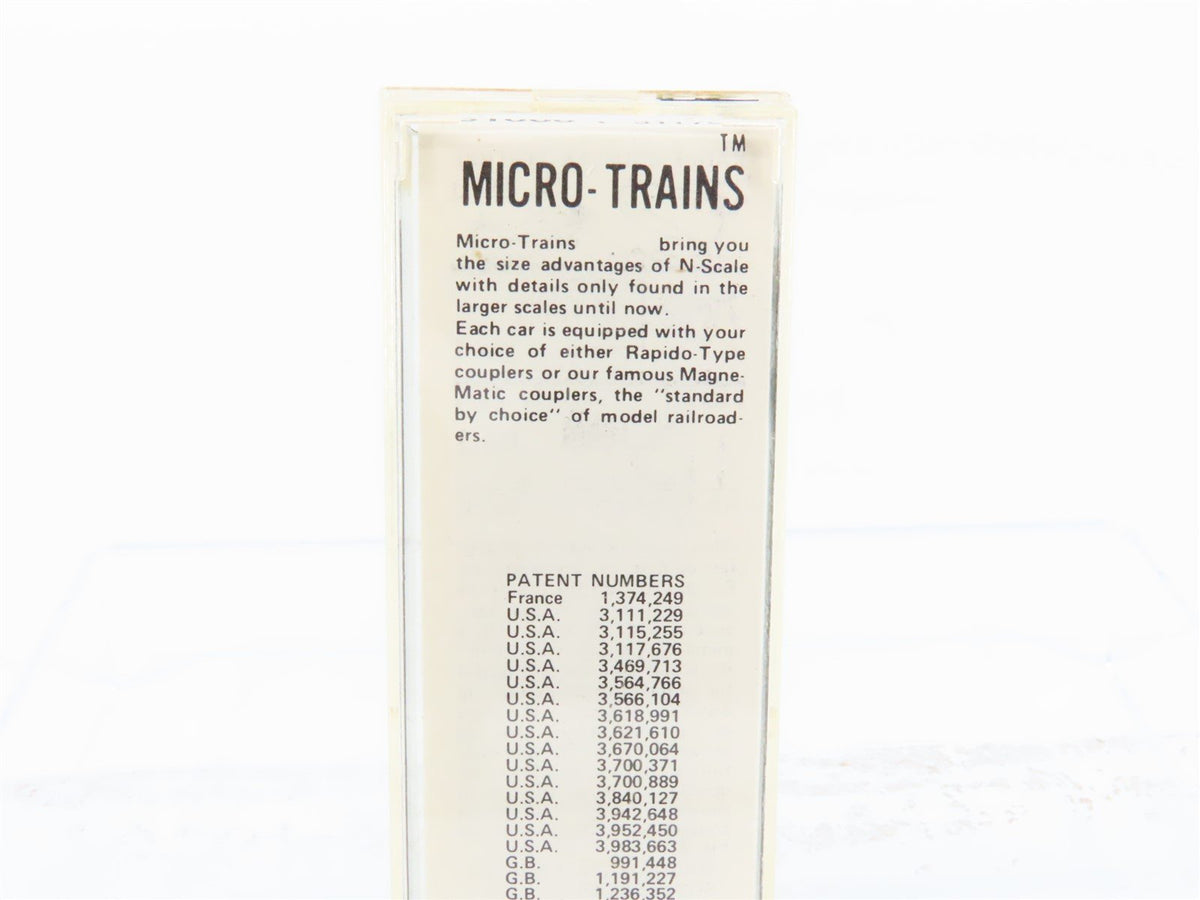 TM
MICRO-TRAINS
Micro-Trains bring you
the size advantages of N-Scale
with details only found in the
larger scales until now.
Each car is equipped with your
choice of either Rapido-Type
couplers or our famous Magne-
Matic couplers, the "standard
by choice" of model railroad-
ers.
PATENT NUMBERS
France 1,374,249
U.S.A. 3,111,229
U.S.A. 3,115,255
U.S.A. 3,117,676
U.S.A. 3,469,713
U.S.A. 3,564,766
U.S.A. 3,566,104
U.S.A. 3,618,991
U.S.A. 3,621,610
U.S.A. 3,670,064
U.S.A. 3,700,371
U.S.A. 3,700,889
U.S.A. 3,840,127
U.S.A. 3,942,648
U.S.A. 3,952,450
U.S.A. 3,983,663
G.B. 991,448
G.B. 1,191,227
G.B. 1,236,352